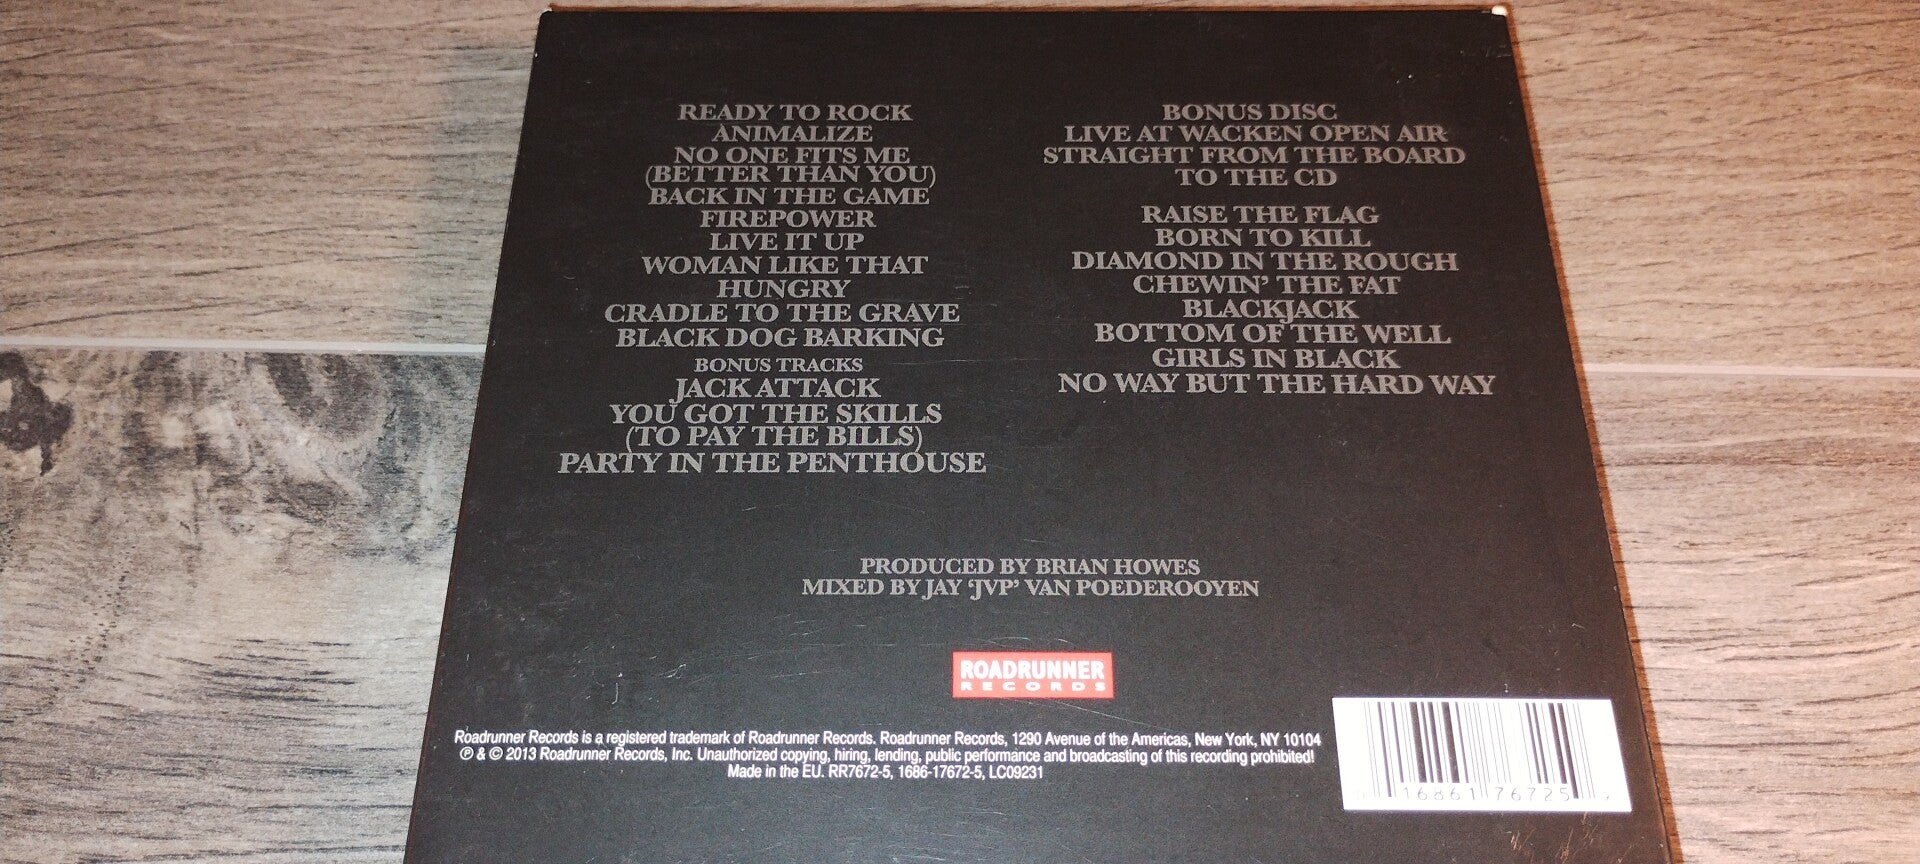 READY TO ROCK
ANIMALIZE
NO ONE FITS ME
(BETTER THAN YOU)
BACK IN THE GAME
FIREPOWER
LIVE IT UP
WOMAN LIKE THAT
HUNGRY
CRADLE TO THE GRAVE
BLACK DOG BARKING
BONUS TRACKS
JACK ATTACK
YOU GOT THE SKILLS
(TO PAY THE BILLS)
PARTY IN THE PENTHOUSE
BONUS DISC
LIVE AT WACKEN OPEN AIR
STRAIGHT FROM THE BOARD
TO THE CD
RAISE THE FLAG
BORN TO KILL
DIAMOND IN THE ROUGH
CHEWIN' THE FAT
BLACKJACK
BOTTOM OF THE WELL
GIRLS IN BLACK
NO WAY BUT THE HARD WAY
PRODUCED BY BRIAN HOWES
MIXED BY JAY 'JVP' VAN POEDEROOYEN
ROADRUNNER
RECORDS
Roadrunner Records is a registered trademark of Roadrunner Records. Roadrunner Records, 1290 Avenue of the Americas, New York, NY 10104
℗ & © 2013 Roadrunner Records, Inc. Unauthorized copying, hiring, lending, public performance and broadcasting of this recording prohibited!
Made in the EU. RR7672-5, 1686-17672-5, LC09231
16861 76725